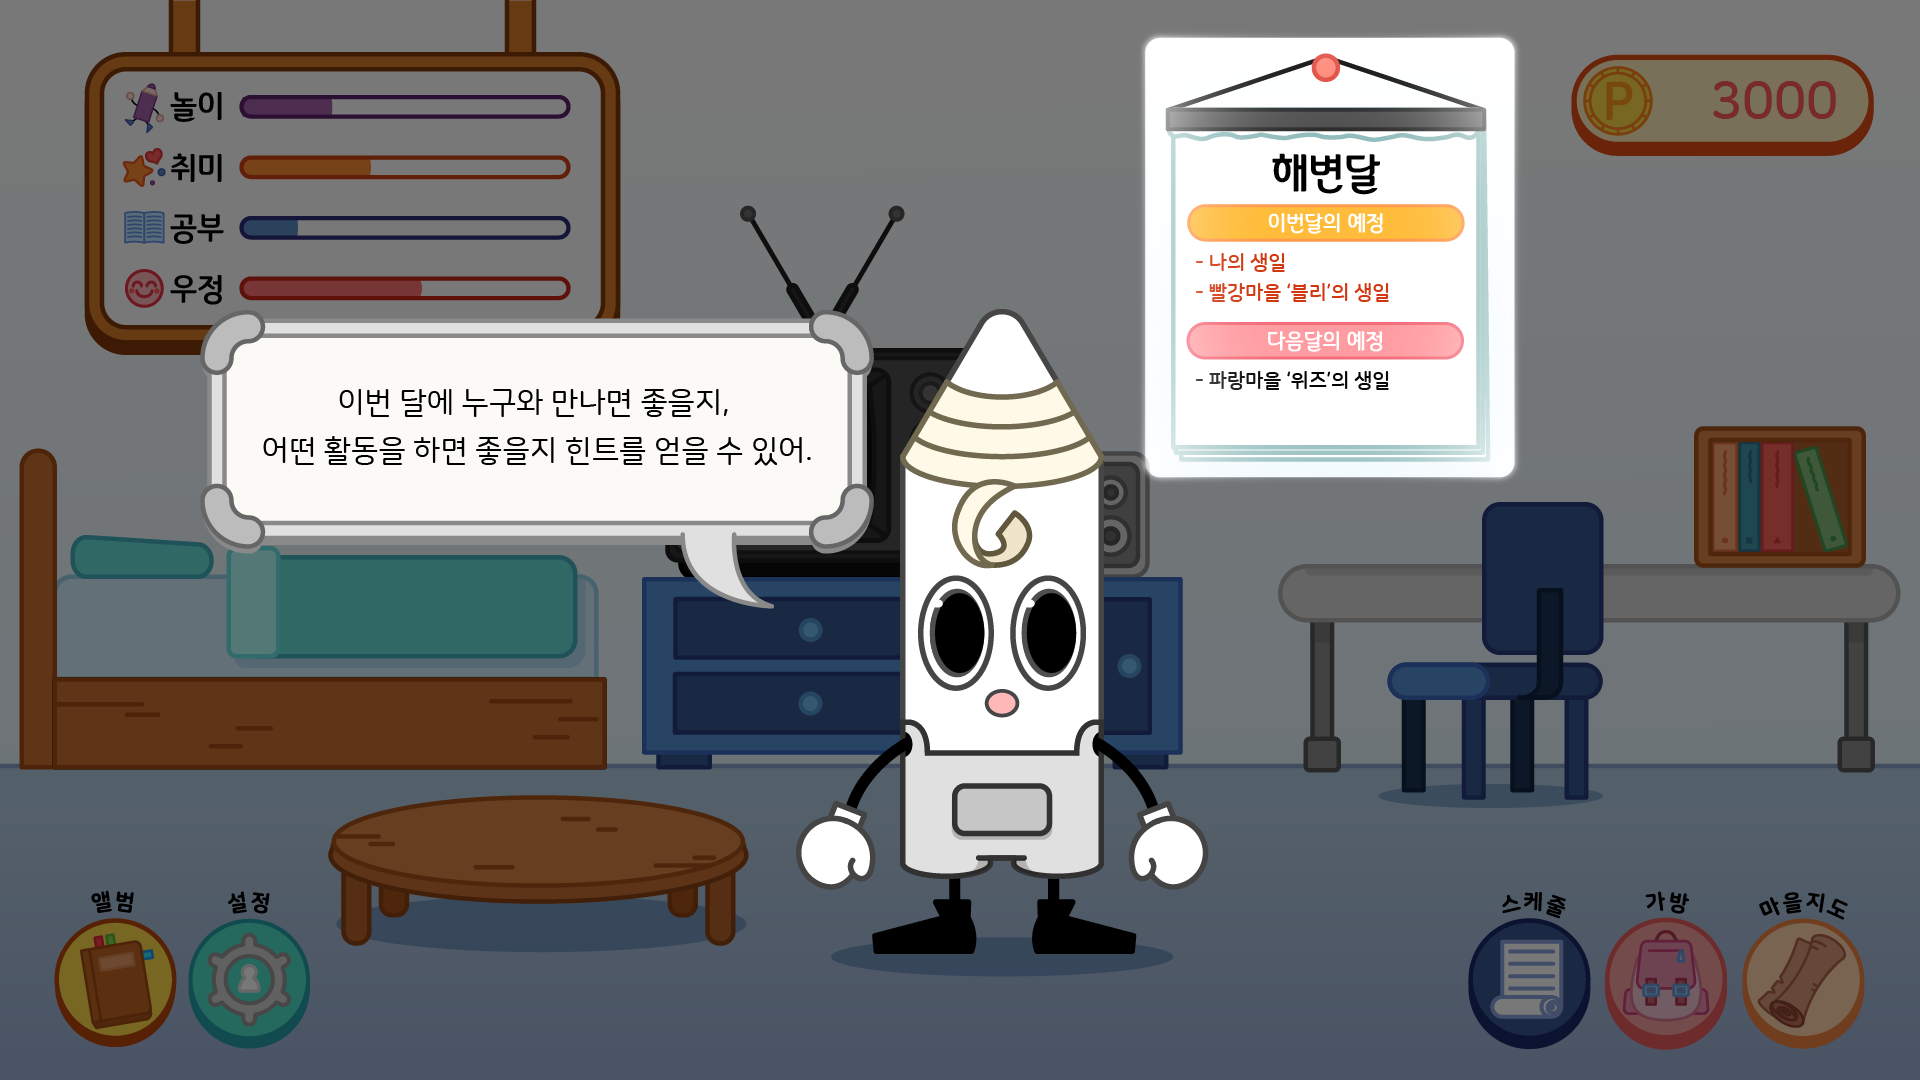 놀이
취미
공부
우정
해변달
이번달의 예정
- 나의 생일
- 빨강마을 ‘블리’의 생일
다음달의 예정
- 파랑마을 ‘위즈’의 생일
P 3000
이번 달에 누구와 만나면 좋을지,
어떤 활동을 하면 좋을지 힌트를 얻을 수 있어.
앨범
설정
스케줄
가방
마을지도